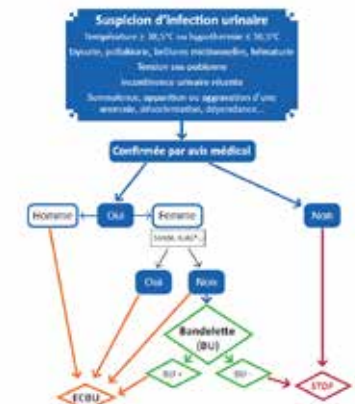 Suspicion d'infection urinaire
Température ≥ 38,5°C ou hypothermie ≤ 36,5°C
Dysurie, pollakiurie, brûlures mictionnelles, hématurie
Tension sus pubienne
Incontinence urinaire récente
Somnolence, apparition ou aggravation d'une
anorexie, désorientation, dépendance...
Confirmée par avis médical
Homme
Oui
Femme
Non
Sonde,
Oui
Non
Bandelette
(BU)
BU +
BU -
ECBU
STOP